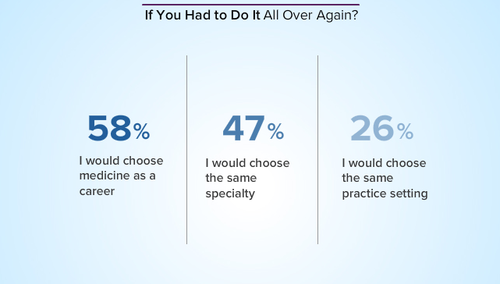 If You Had to Do It All Over Again?
58%
I would choose
medicine as a
career
47%
I would choose
the same
specialty
26%
I would choose
the same
practice setting